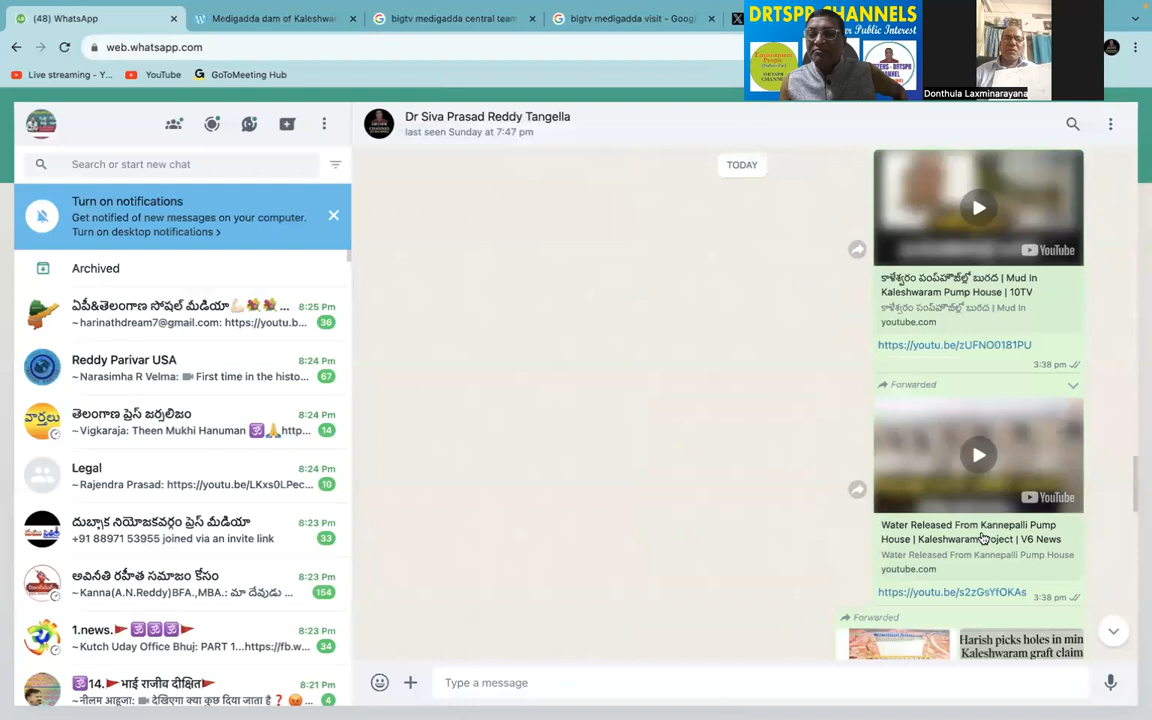 (48) WhatsApp
Medigadda dam of Kaleshwar
bigtv medigadda central team
bigtv medigadda visit - Googl
web.whatsapp.com
Live streaming - Y...
YouTube
GoToMeeting Hub
DRTSPR CHANNELS
er Public Interest
DRTSPR
CHANNEL
Donthula Laxminarayana
Dr Siva Prasad Reddy Tangella
last seen Sunday at 7:47 pm
Search or start new chat
Turn on notifications
Get notified of new messages on your computer.
Turn on desktop notifications >
Archived
ఏపీ&తెలంగాణ సోషల్ మీడియా💪🏻💐💐...
8:25 Pm
~harinathdream7@gmail.com: https://youtu.b...
36
Reddy Parivar USA
8:24 Pm
~Narasimha R Velma: First time in the histo...
67
వార్తలు
తెలంగాణ ప్రెస్ జర్నలిజం
8:24 Pm
~Vigkaraja: Theen Mukhi Hanuman 🕉🙏http...
14
Legal
8:24 Pm
~Rajendra Prasad: https://youtu.be/LKxs0LPec...
10
దుబ్బాక నియోజకవర్గం ప్రెస్ మీడియా
8:23 Pm
+91 88971 53955 joined via an invite link
33
అవినీతి రహిత సమాజం కోసం
8:23 Pm
~Kanna(A.N.Reddy)BFA.,MBA.: మా దేవుడు ...
154
1.news.🚩🕉🕉🕉🚩
8:23 Pm
~Kutch Uday Office Bhuj: PART 1...https://fb.w...
34
🕉14.🚩भाई राजीव दीक्षित🚩
8:21 Pm
~नीलम आहूजा: देखिएगा क्या कुछ दिया जाता है ❓😡...
4
TODAY
YouTube
కాళేశ్వరం పంప్‌హౌజ్‌ల్లో బురద | Mud In
Kaleshwaram Pump House | 10TV
కాళేశ్వరం పంప్‌హౌజ్‌ల్లో బురద | Mud In
youtube.com
https://youtu.be/zUFNO0181PU
3:38 pm
Forwarded
YouTube
Water Released From Kannepalli Pump
House | Kaleshwaram Project | V6 News
Water Released From Kannepalli Pump House
youtube.com
https://youtu.be/s2zGsYfOKAs
3:38 pm
Forwarded
Harish picks holes in min
Kaleshwaram graft claim
Type a message